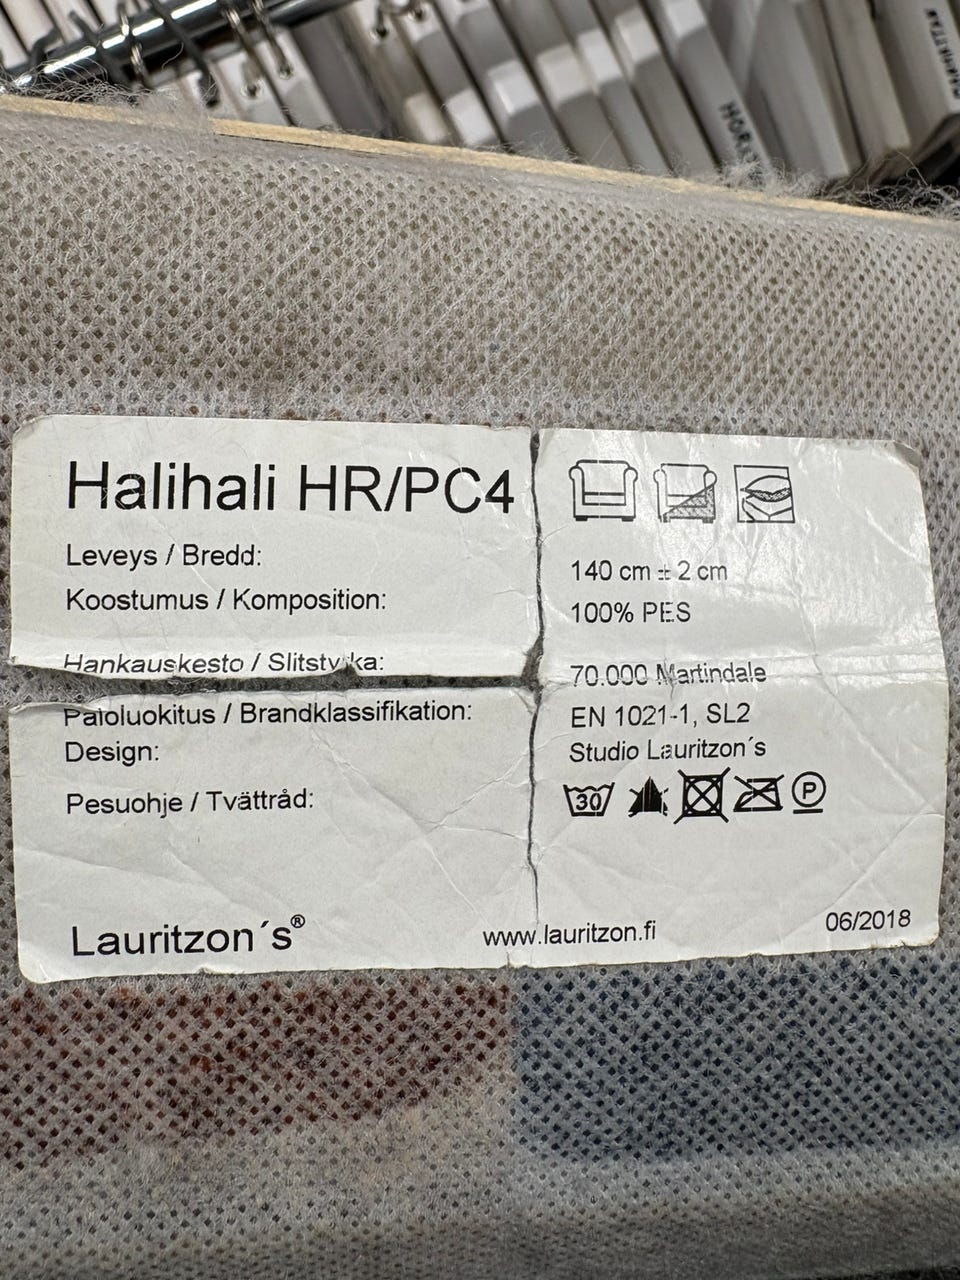 HOR
Halihali HR/PC4
Leveys / Bredd: 140 cm ± 2 cm
Koostumus / Komposition: 100% PES
Hankauskesto / Slitstyrka: 70.000 Martindale
Paloluokitus / Brandklassifikation: EN 1021-1, SL2
Design: Studio Lauritzon´s
Pesuohje / Tvättråd: 30 P
Lauritzon´s® www.lauritzon.fi 06/2018